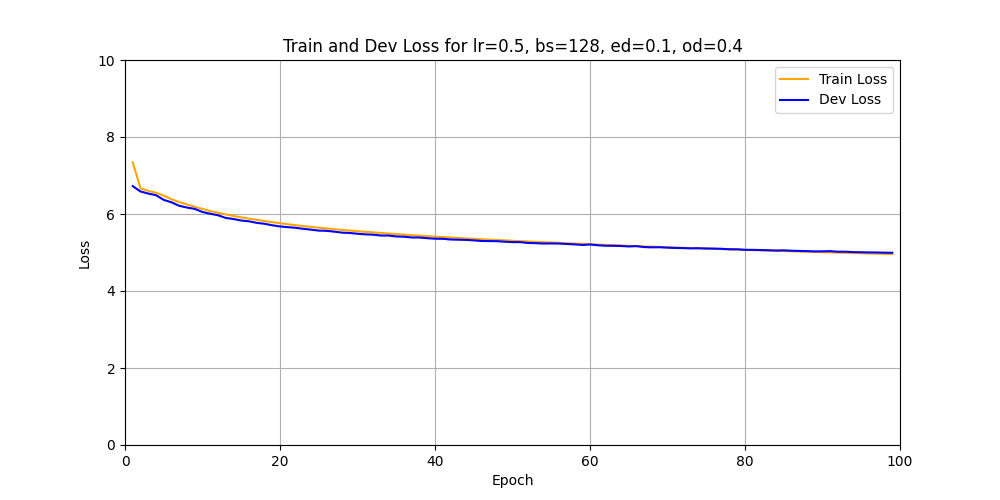 Train and Dev Loss for lr=0.5, bs=128, ed=0.1, od=0.4
Train Loss
Dev Loss
10
8
6
4
2
0
Loss
0 20 40 60 80 100
Epoch